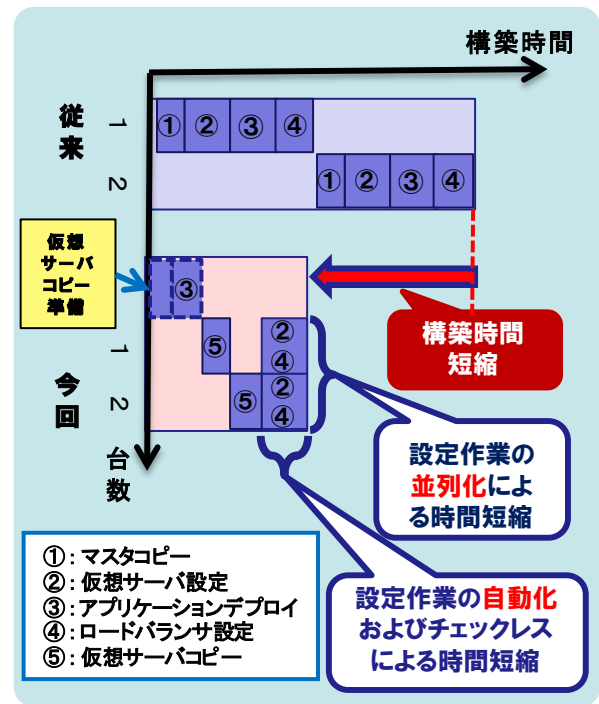 構築時間
従来
1
①
②
③
④
2
①
②
③
④
仮想
サーバ
コピー
準備
③
構築時間
短縮
今回
1
⑤
②
④
2
⑤
②
④
台数
設定作業の
並列化によ
る時間短縮
①:マスタコピー
②:仮想サーバ設定
③:アプリケーションデプロイ
④:ロードバランサ設定
⑤:仮想サーバコピー
設定作業の自動化
およびチェックレス
による時間短縮